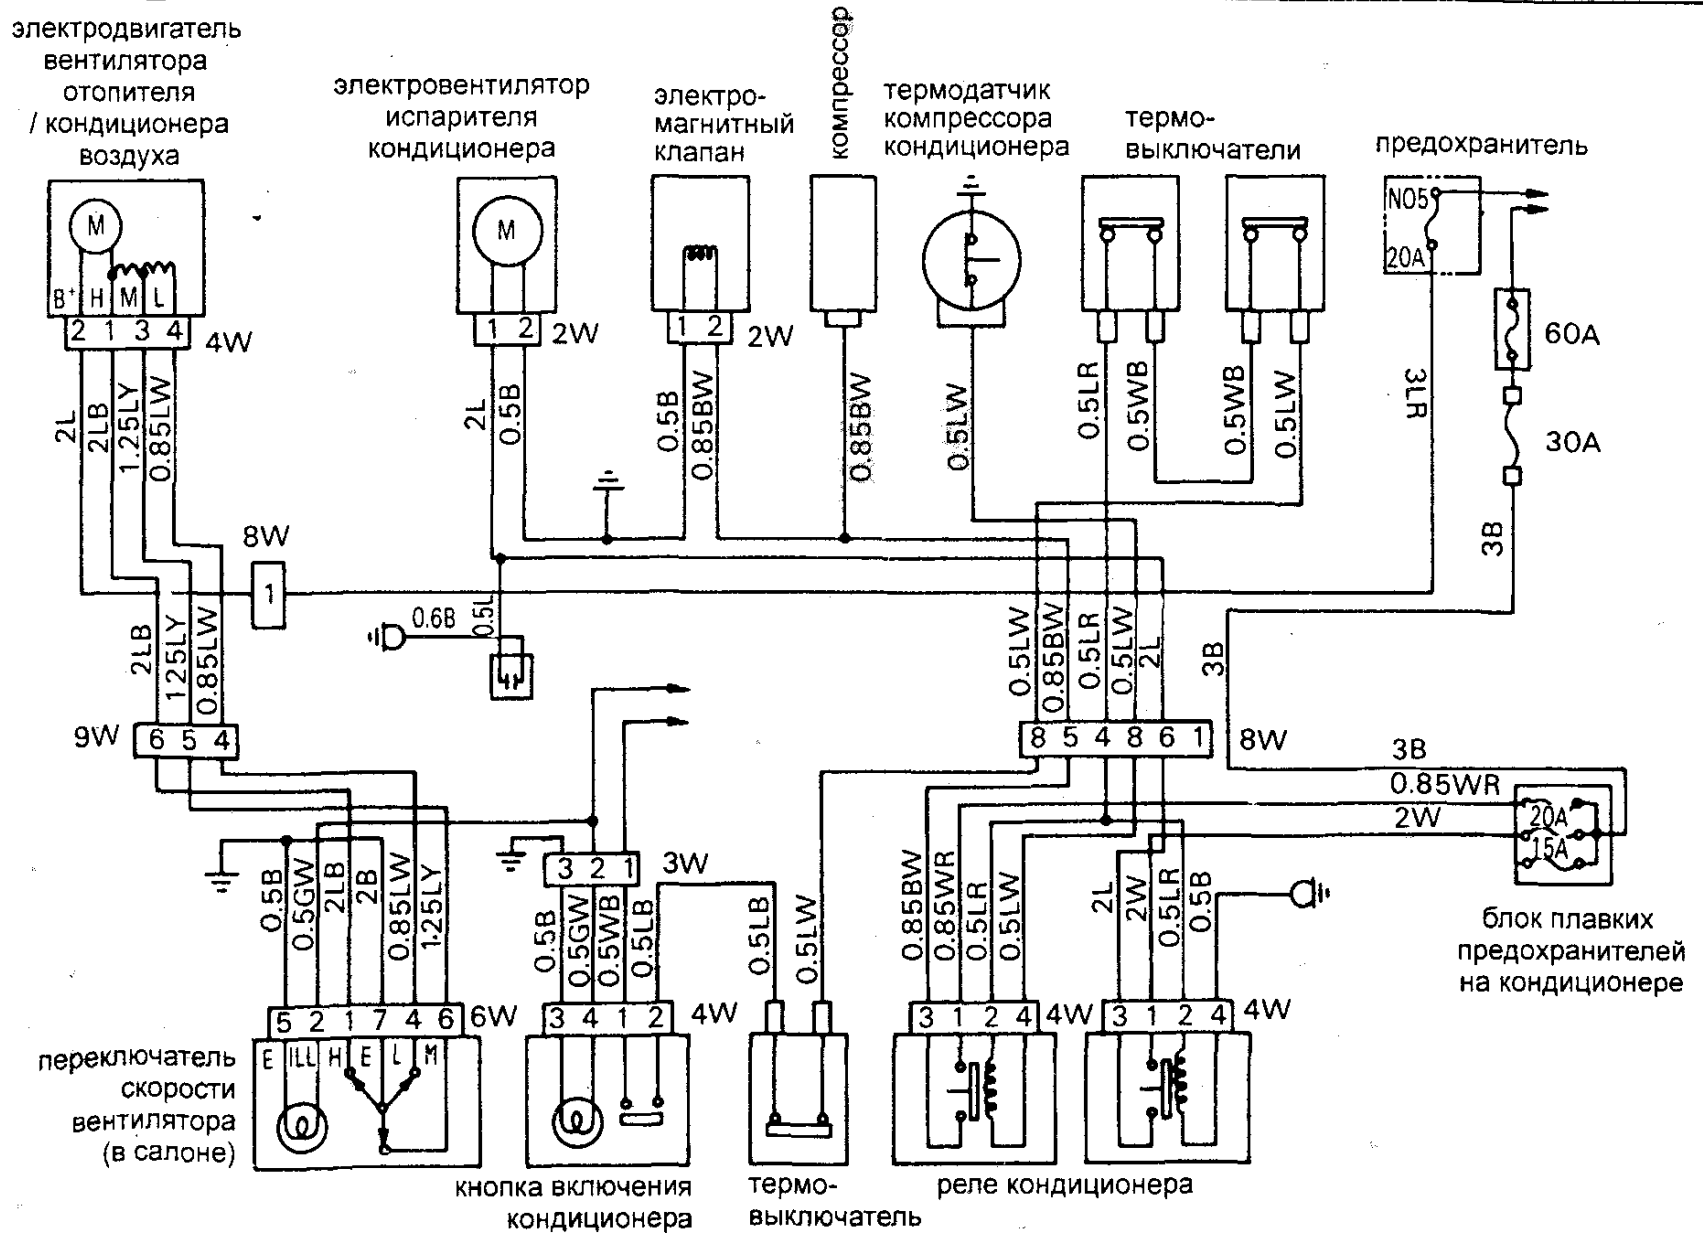 электродвигатель
вентилятора
отопителя
/ кондиционера
воздуха
электровентилятор
испарителя
кондиционера
электро-
магнитный
клапан
компрессор
термодатчик
компрессора
кондиционера
термо-
выключатели
предохранитель
M
B+ H M L
2 1 3 4
4W
M
1 2
2W
1 2
2W
NO5
20A
60A
30A
2L
2LB
1.25LY
0.85LW
2L
0.5B
0.5B
0.85BW
0.85BW
0.5LW
0.5LR
0.5WB
0.5WB
0.5LW
3LR
3B
8W
1
0.6B
0.5L
2LB
125LY
0.85LW
0.5LW
0.85BW
0.5LR
0.5LW
2L
3B
9W
6 5 4
8 5 4 8 6 1
8W
3B
0.85WR
2W
20A
15A
блок плавких
предохранителей
на кондиционере
3 2 1
3W
0.5B
0.5GW
2LB
2B
0.85LW
1.25LY
0.5B
0.5GW
0.5WB
0.5LB
0.5LB
0.5LW
0.85BW
0.85WR
0.5LR
0.5LW
2L
2W
0.5LR
0.5B
5 2 1 7 4 6
6W
3 4 1 2
4W
3 1 2 4
4W
3 1 2 4
4W
E ILL H E L M
переключатель
скорости
вентилятора
(в салоне)
кнопка включения
кондиционера
термо-
выключатель
реле кондиционера